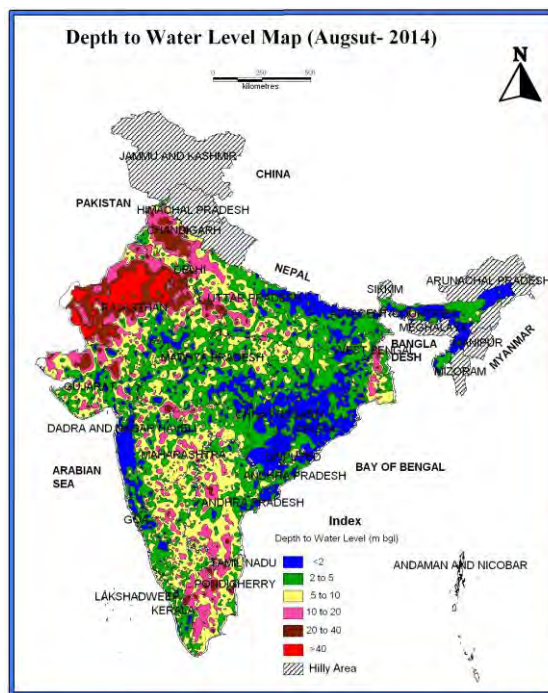 Depth to Water Level Map (Augsut- 2014)
N
0 250 500
kilometres
JAMMU AND KASHMIR
CHINA
PAKISTAN
HIMACHAL PRADESH
CHANDIGARH
DELHI
NEPAL
SIKKIM
ARUNACHAL PRADESH
RAJASTHAN
UTTAR PRADESH
MEGHALAYA
BANGLA
DESH
MANIPUR
MYANMAR
MADHYA PRADESH
WEST BENGAL
MIZORAM
GUJARAT
DADRA AND NAGAR HAVELI
MAHARASHTRA
ARABIAN
SEA
ANDHRA PRADESH
BAY OF BENGAL
ANDHRA PRADESH
GOA
Index
Depth to Water Level (m bgl)
<2
2 to 5
5 to 10
10 to 20
20 to 40
>40
Hilly Area
TAMIL NADU
ANDAMAN AND NICOBAR
PONDICHERRY
LAKSHADWEEP
KERALA